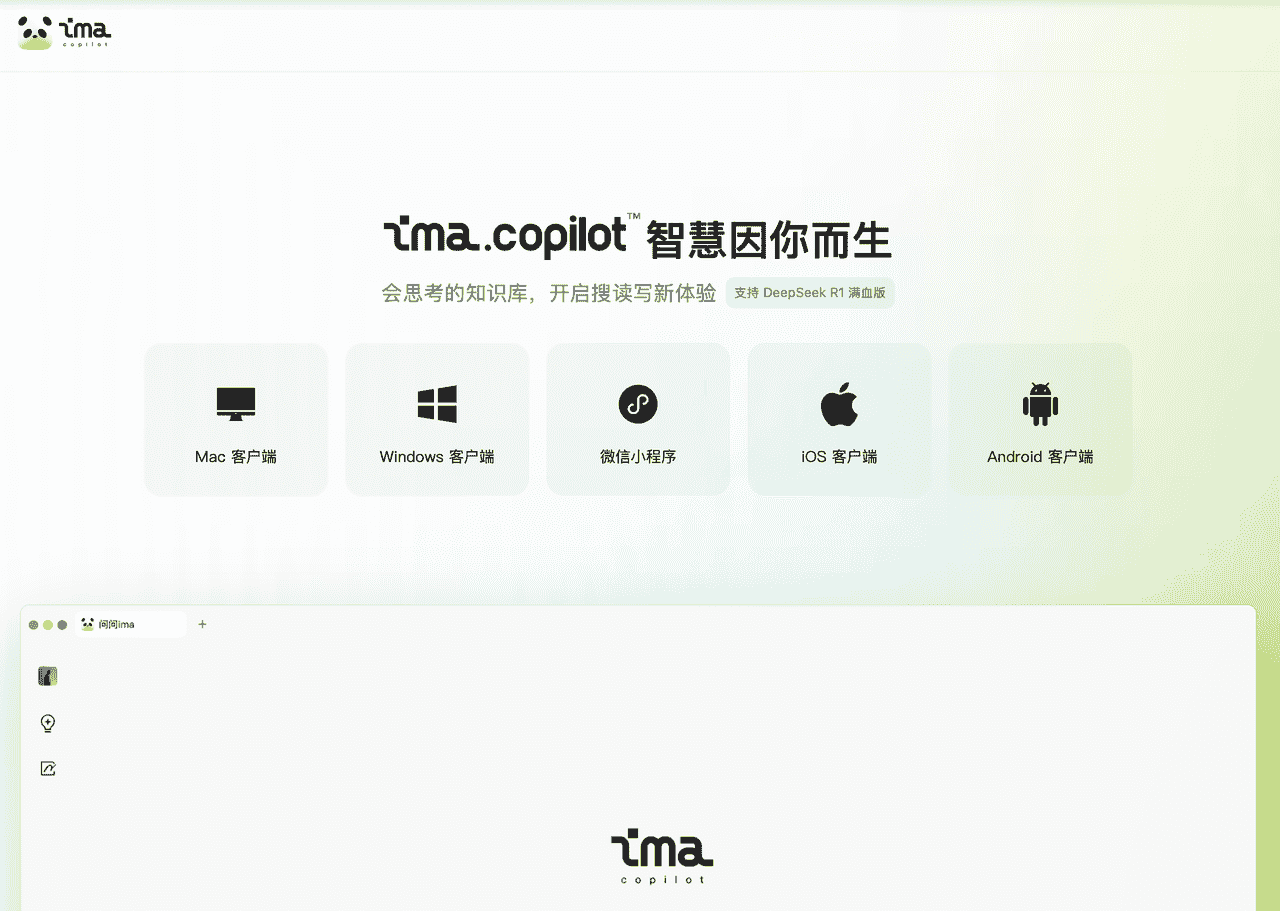 ima
copilot
ima.copilot™ 智慧因你而生
会思考的知识库，开启搜读写新体验 支持 DeepSeek R1 满血版
Mac 客户端
Windows 客户端
微信小程序
iOS 客户端
Android 客户端
问问ima
ima
copilot